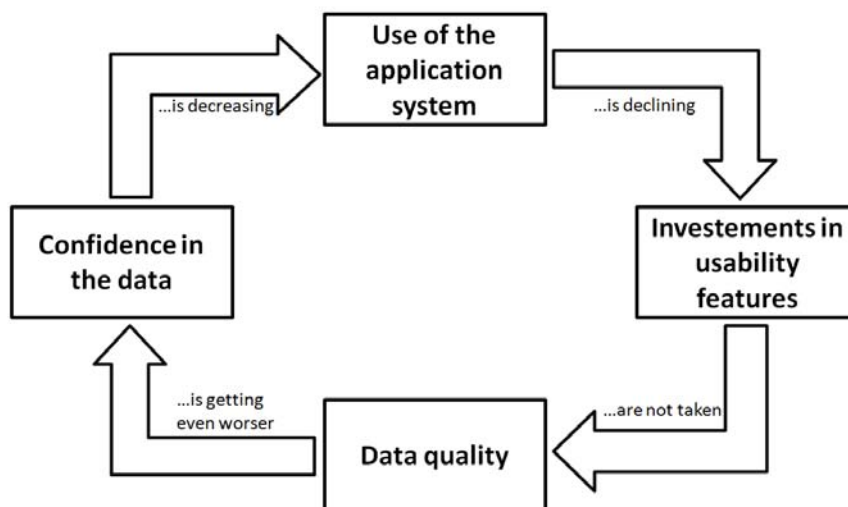 Use of the
application
system
...is decreasing
...is declining
Confidence in
the data
Investements in
usability
features
...is getting
even worser
...are not taken
Data quality